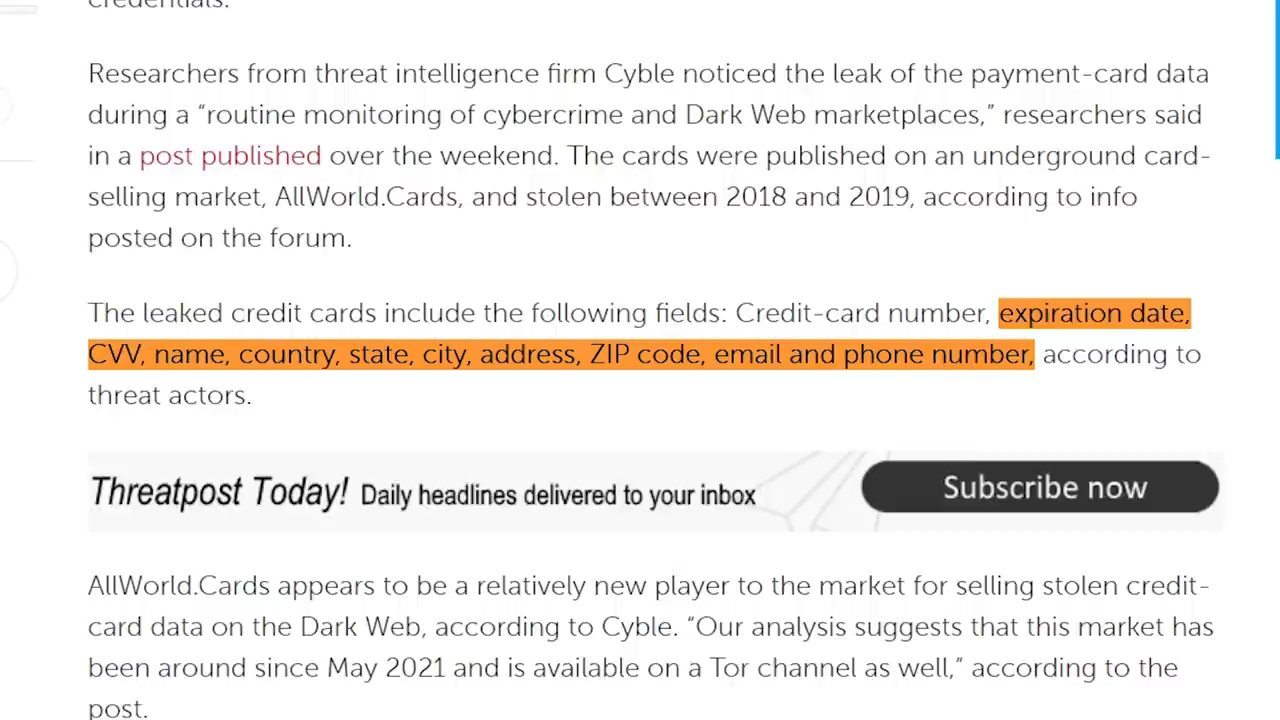 credentials.
Researchers from threat intelligence firm Cyble noticed the leak of the payment-card data
during a “routine monitoring of cybercrime and Dark Web marketplaces,” researchers said
in a post published over the weekend. The cards were published on an underground card-
selling market, AllWorld.Cards, and stolen between 2018 and 2019, according to info
posted on the forum.
The leaked credit cards include the following fields: Credit-card number, expiration date,
CVV, name, country, state, city, address, ZIP code, email and phone number, according to
threat actors.
Threatpost Today! Daily headlines delivered to your inbox Subscribe now
AllWorld.Cards appears to be a relatively new player to the market for selling stolen credit-
card data on the Dark Web, according to Cyble. “Our analysis suggests that this market has
been around since May 2021 and is available on a Tor channel as well,” according to the
post.